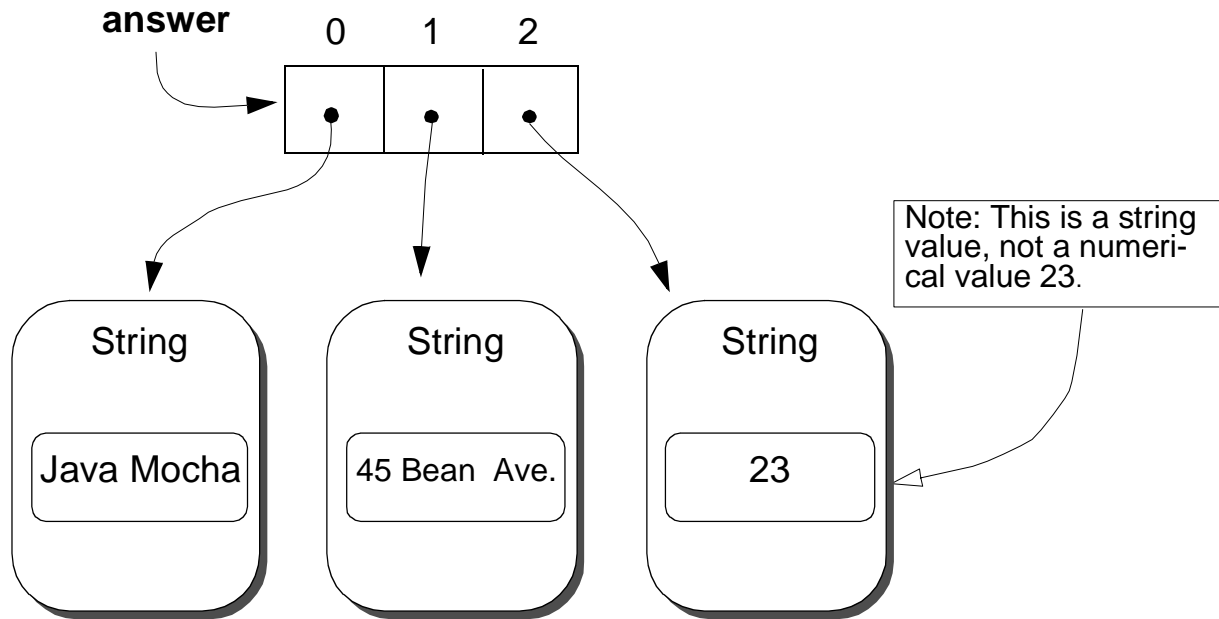 answer
0 1 2
Note: This is a string
value, not a numeri-
cal value 23.
String String String
Java Mocha 45 Bean Ave. 23